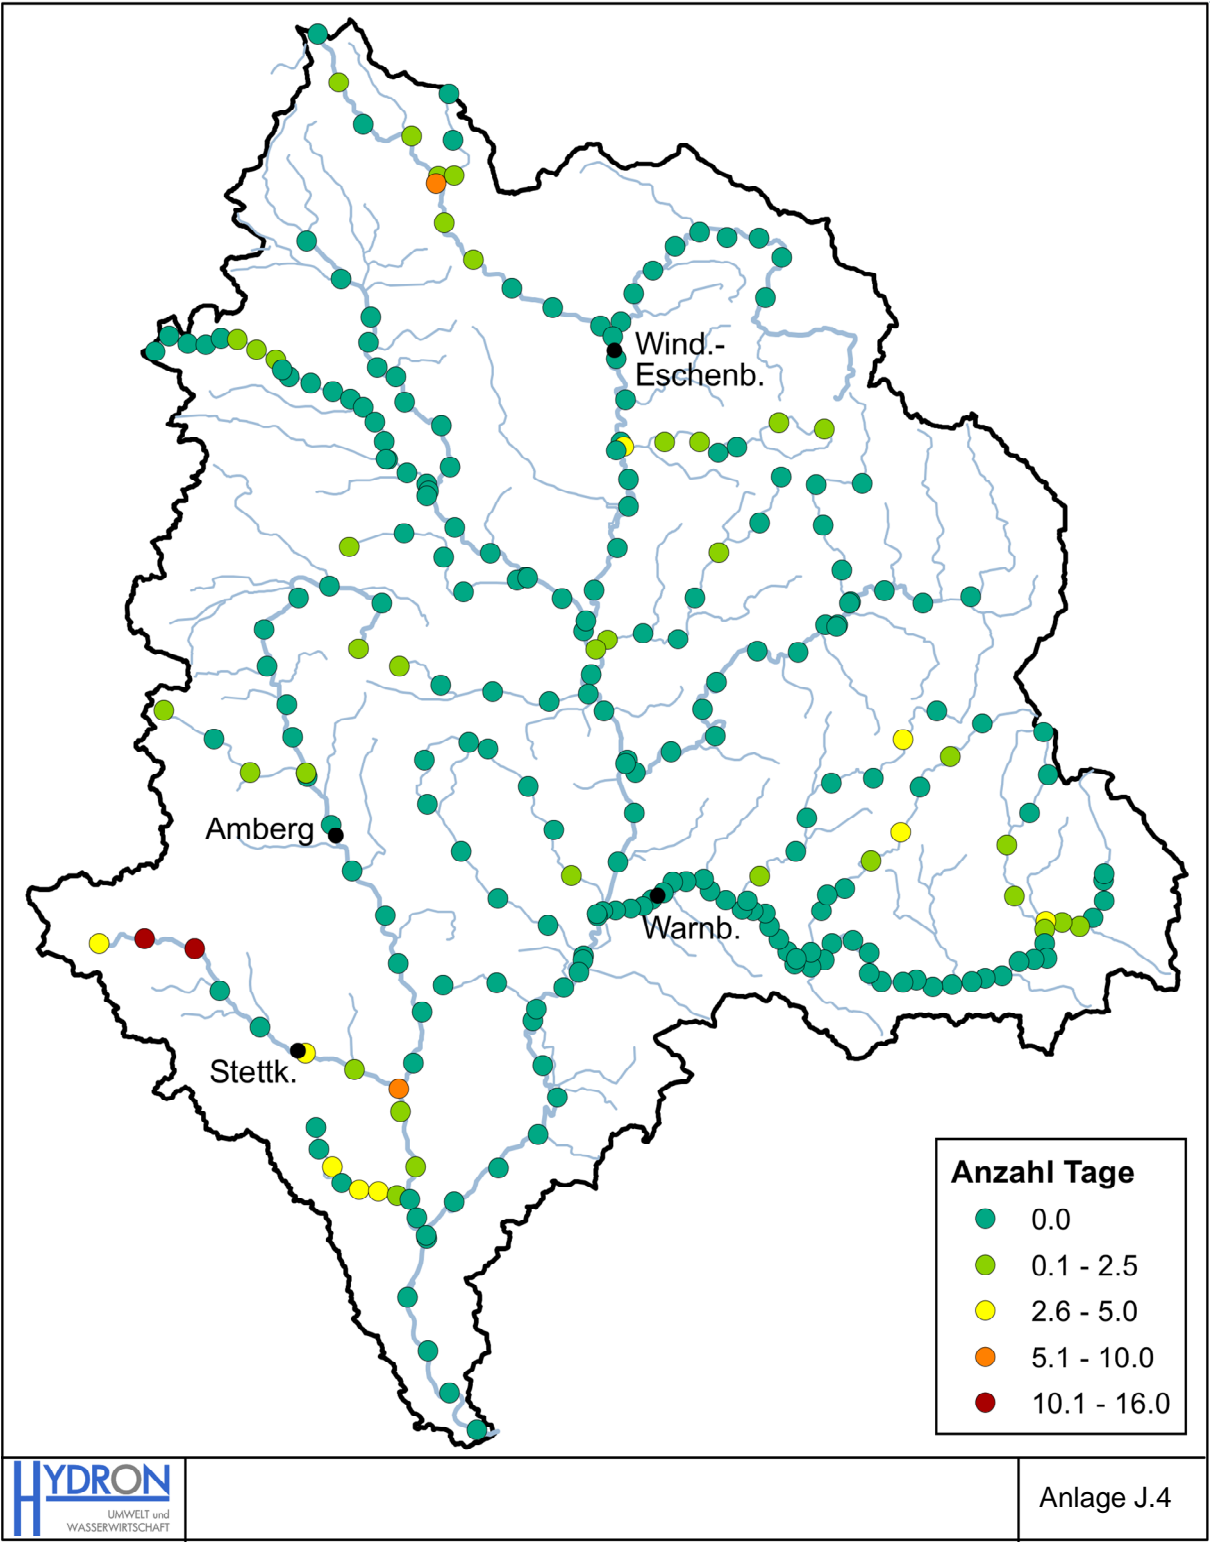 Wind.-
Eschenb.
Amberg
Warnb.
Stettk.
Anzahl Tage
0.0
0.1 - 2.5
2.6 - 5.0
5.1 - 10.0
10.1 - 16.0
HYDRON
UMWELT und
WASSERWIRTSCHAFT
Anlage J.4